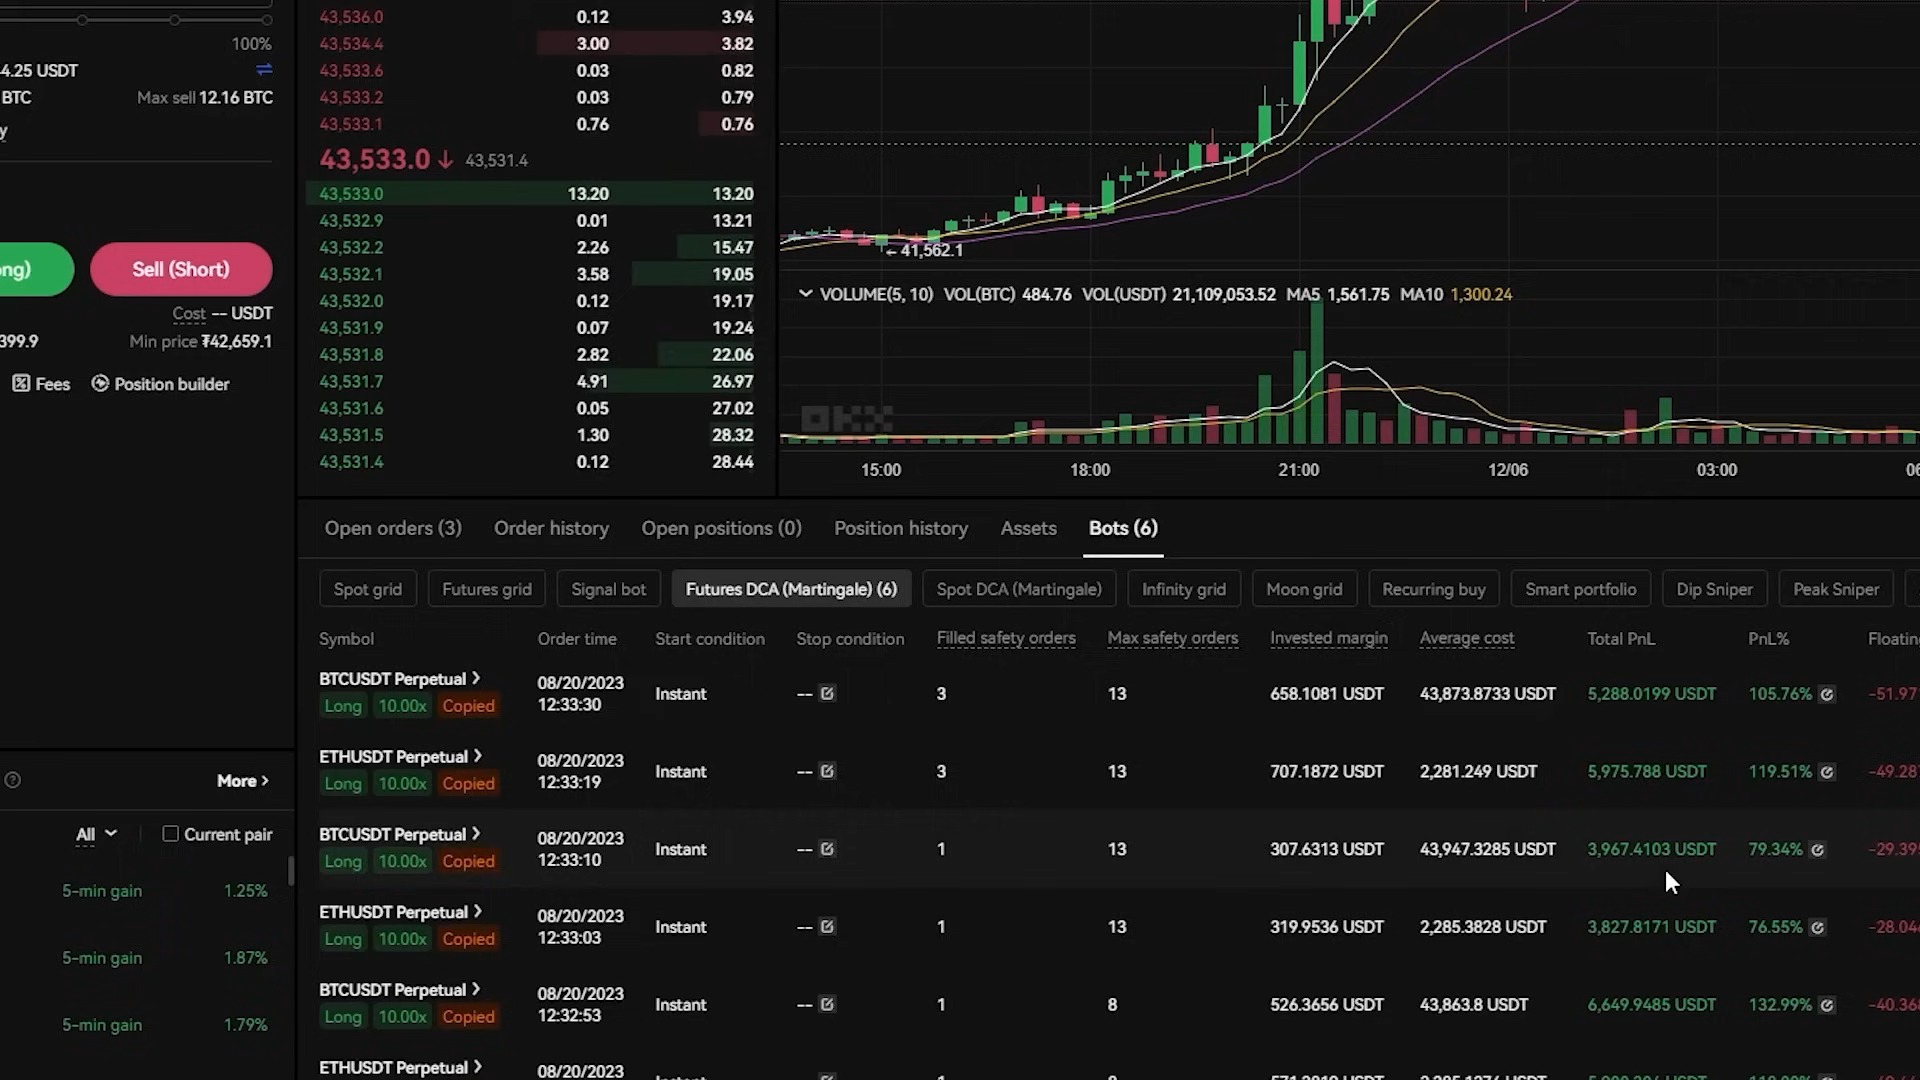 100%
4.25 USDT
BTC Max sell 12.16 BTC
Sell (Short)
Cost -- USDT
399.9 Min price ₮42,659.1
Fees Position builder
More >
All Current pair
5-min gain 1.25%
5-min gain 1.87%
5-min gain 1.79%
43,536.0 0.12 3.94
43,534.4 3.00 3.82
43,533.6 0.03 0.82
43,533.2 0.03 0.79
43,533.1 0.76 0.76
43,533.0 ↓ 43,531.4
43,533.0 13.20 13.20
43,532.9 0.01 13.21
43,532.2 2.26 15.47
43,532.1 3.58 19.05
43,532.0 0.12 19.17
43,531.9 0.07 19.24
43,531.8 2.82 22.06
43,531.7 4.91 26.97
43,531.6 0.05 27.02
43,531.5 1.30 28.32
43,531.4 0.12 28.44
←41,562.1
VOLUME(5, 10) VOL(BTC) 484.76 VOL(USDT) 21,109,053.52 MA5 1,561.75 MA10 1,300.24
OKX
15:00 18:00 21:00 12/06 03:00
Open orders (3) Order history Open positions (0) Position history Assets Bots (6)
Spot grid Futures grid Signal bot Futures DCA (Martingale) (6) Spot DCA (Martingale) Infinity grid Moon grid Recurring buy Smart portfolio Dip Sniper Peak Sniper
Symbol Order time Start condition Stop condition Filled safety orders Max safety orders Invested margin Average cost Total PnL PnL%
BTCUSDT Perpetual > 08/20/2023
Long 10.00x Copied 12:33:30 Instant -- 3 13 658.1081 USDT 43,873.8733 USDT 5,288.0199 USDT 105.76%
ETHUSDT Perpetual > 08/20/2023
Long 10.00x Copied 12:33:19 Instant -- 3 13 707.1872 USDT 2,281.249 USDT 5,975.788 USDT 119.51%
BTCUSDT Perpetual > 08/20/2023
Long 10.00x Copied 12:33:10 Instant -- 1 13 307.6313 USDT 43,947.3285 USDT 3,967.4103 USDT 79.34%
ETHUSDT Perpetual > 08/20/2023
Long 10.00x Copied 12:33:03 Instant -- 1 13 319.9536 USDT 2,285.3828 USDT 3,827.8171 USDT 76.55%
BTCUSDT Perpetual > 08/20/2023
Long 10.00x Copied 12:32:53 Instant -- 1 8 526.3656 USDT 43,863.8 USDT 6,649.9485 USDT 132.99%
ETHUSDT Perpetual > 08/20/2023